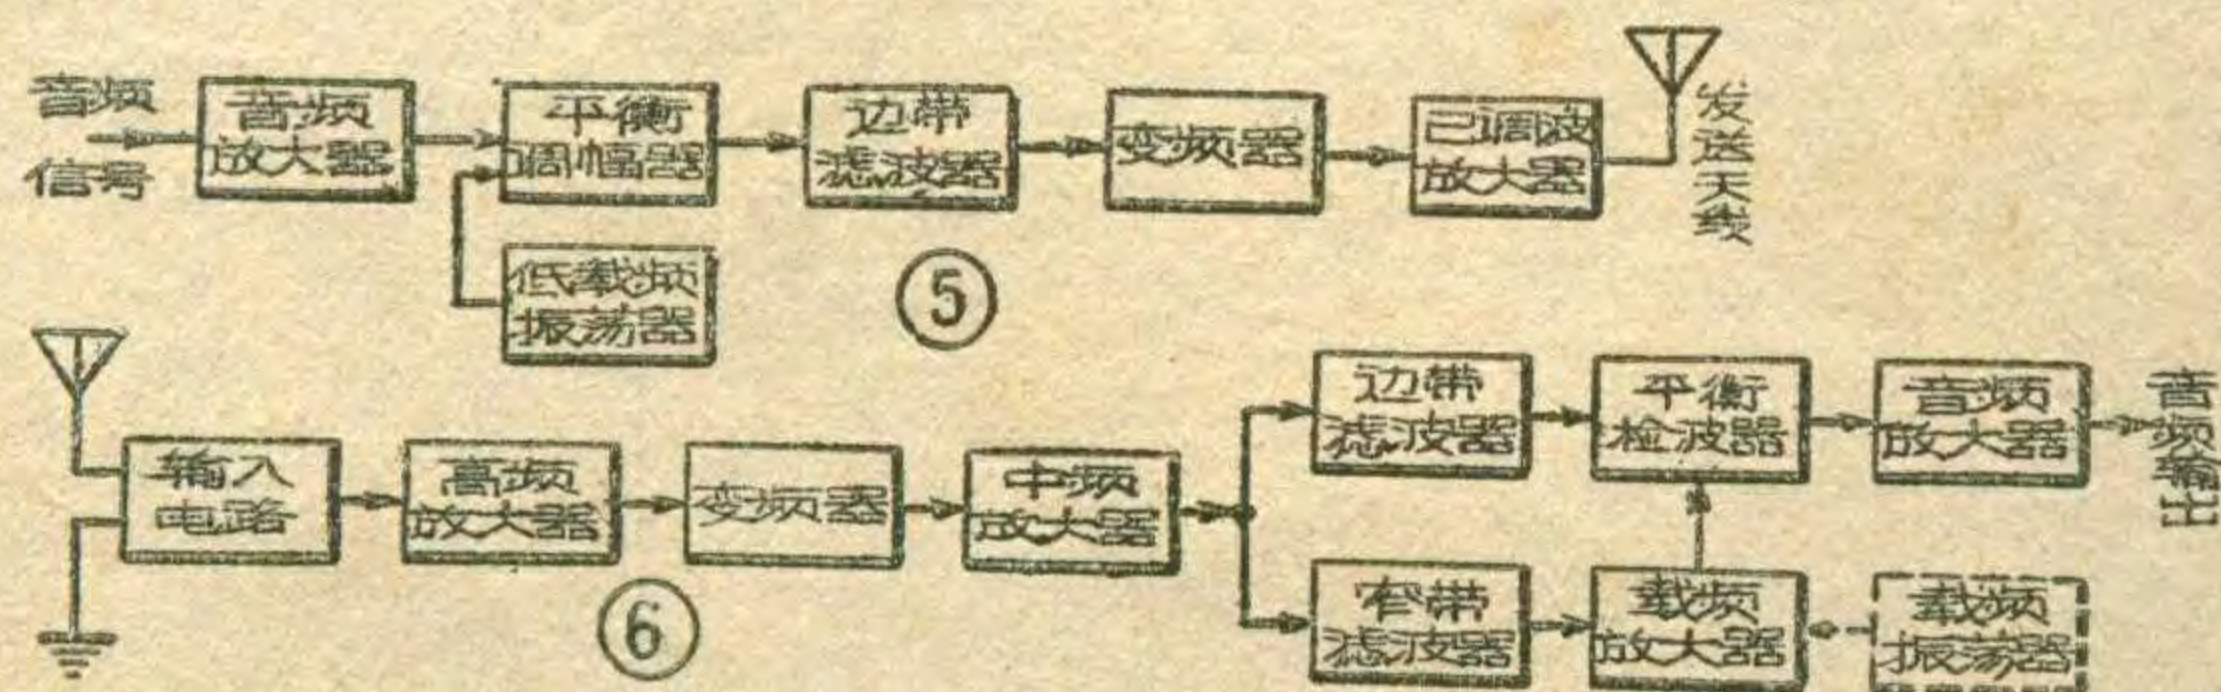 音频
信号
音频
放大器
平衡
调幅器
边带
滤波器
变频器
已调波
放大器
发送天线
低载频
振荡器
⑤
输入
电路
高频
放大器
变频器
中频
放大器
边带
滤波器
平衡
检波器
音频
放大器
音频输出
⑥
窄带
滤波器
载频
放大器
载频
振荡器